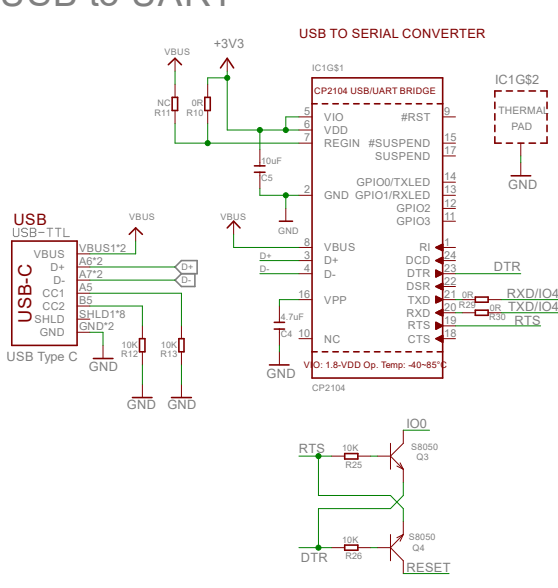 USB to UART
USB TO SERIAL CONVERTER
VBUS
+3V3
IC1G$1
IC1G$2
CP2104 USB/UART BRIDGE
THERMAL
PAD
GND
NC
R11
0R
R10
10uF
C5
GND
5 VIO
6 VDD
7 REGIN
2 GND
8 VBUS
3 D+
4 D-
16 VPP
10 NC
#RST 9
#SUSPEND 15
SUSPEND 17
GPIO0/TXLED 14
GPIO1/RXLED 13
GPIO2 12
GPIO3 11
RI 1
DCD 24
DTR 23
DSR 22
TXD 21
RXD 20
RTS 19
CTS 18
DTR
0R
R29
RXD/IO4
0R
R30
TXD/IO4
RTS
VBUS
D+
D-
4.7uF
C4
GND
VIO: 1.8-VDD Op. Temp: -40~85°C
CP2104
USB
USB-TTL
USB-C
VBUS VBUS1*2
D+ A6*2
D- A7*2
CC1 A5
CC2 B5
SHLD SHLD1*8
GND GND*2
USB Type C
VBUS
D+
D-
GND
10K
R12
10K
R13
GND
GND
IO0
RTS
10K
R25
S8050
Q3
DTR
10K
R26
S8050
Q4
RESET